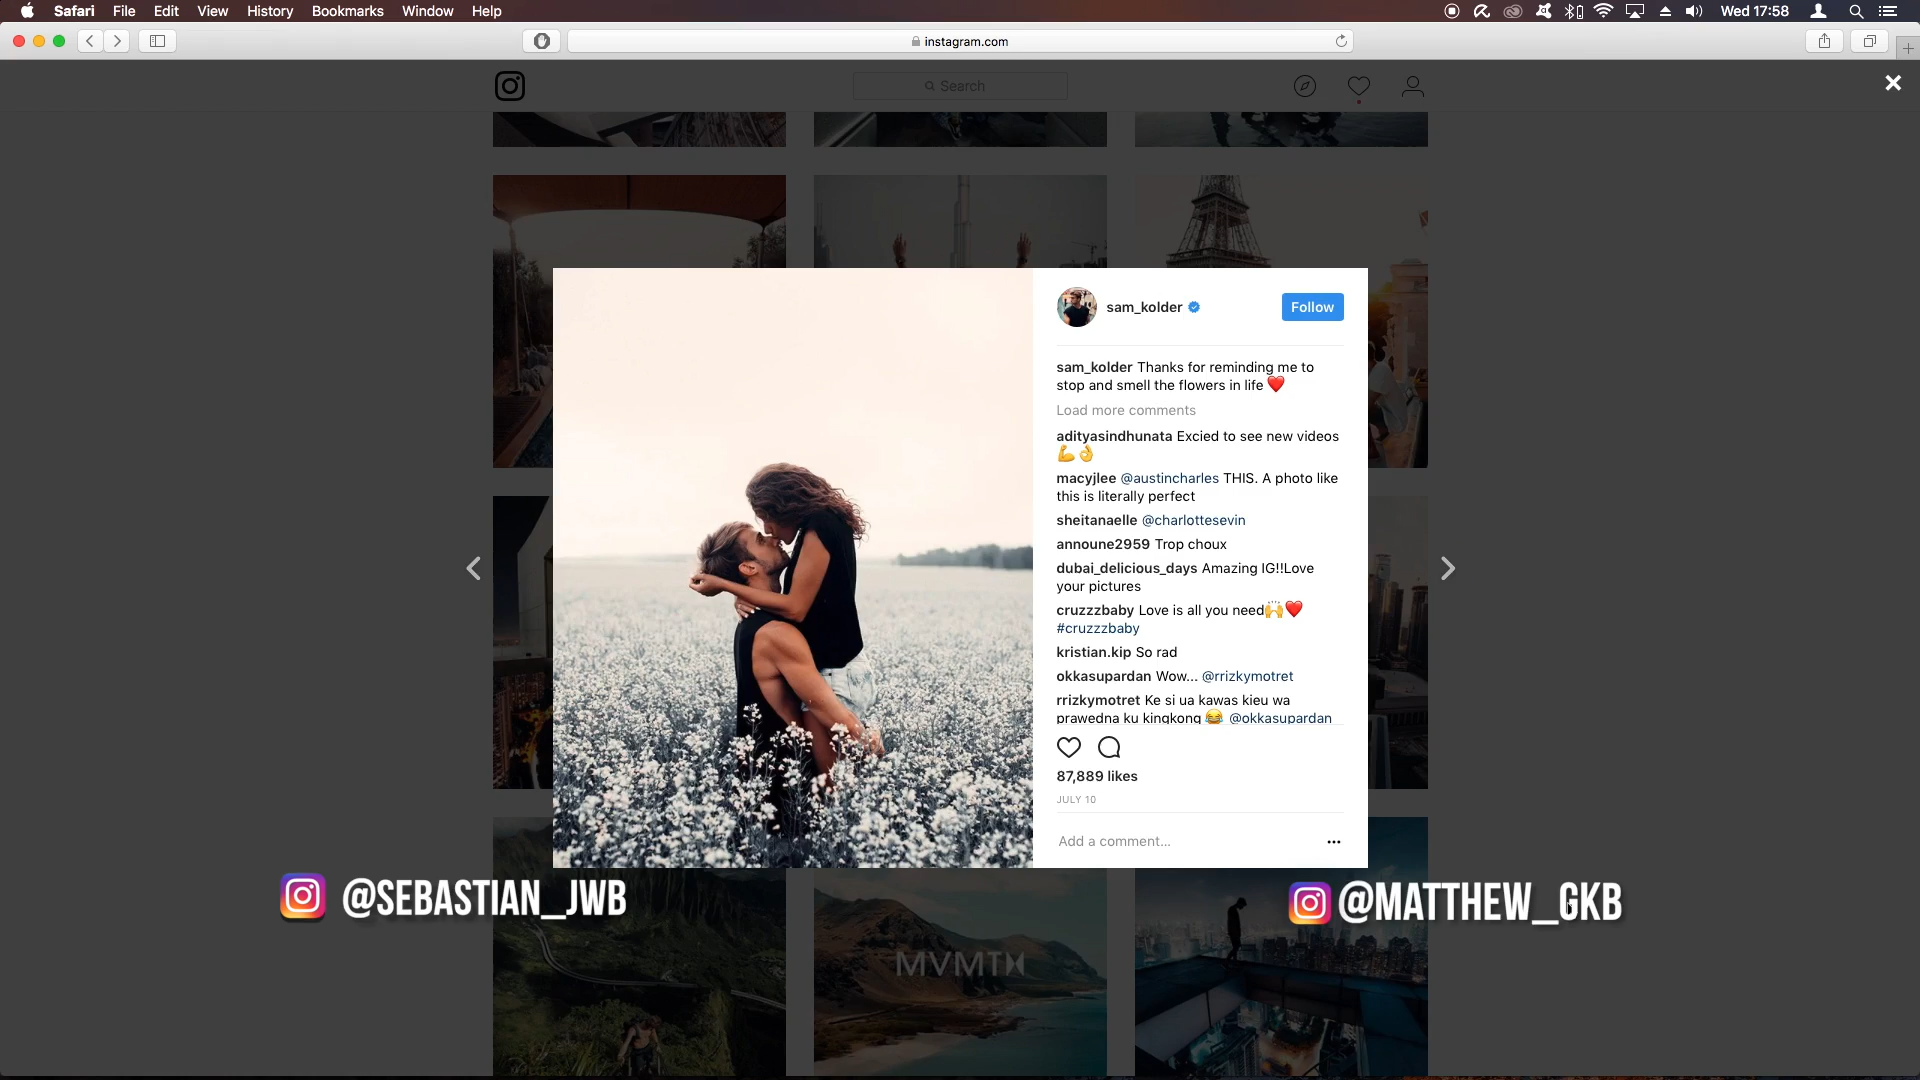 Safari File Edit View History Bookmarks Window Help
Wed 17:58
instagram.com
Search
sam_kolder
Follow
sam_kolder Thanks for reminding me to
stop and smell the flowers in life ❤️
Load more comments
adityasindhunata Excied to see new videos
💪👌
macyjlee @austincharles THIS. A photo like
this is literally perfect
sheitanaelle @charlottesevin
announe2959 Trop choux
dubai_delicious_days Amazing IG!!Love
your pictures
cruzzzbaby Love is all you need🙌❤️
#cruzzzbaby
kristian.kip So rad
okkasupardan Wow... @rrizkymotret
rrizkymotret Ke si ua kawas kieu wa
prawedna ku kingkong 😂 @okkasupardan
87,889 likes
JULY 10
Add a comment...
@SEBASTIAN_JWB
@MATTHEW_GKB
MVMT